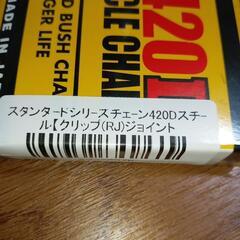 420D
CYCLE CHA
D BUSH CHA
GER LIFE
MADE IN JA
スタンダードシリーズチェーン420Dスチー
ル【クリップ(RJ)ジョイント